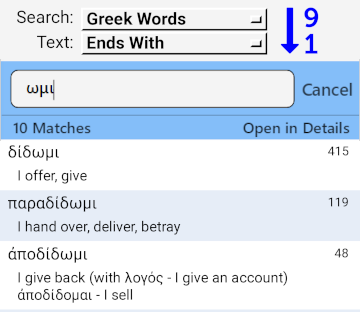 Search: Greek Words
Text: Ends With
9
1
ωμι
Cancel
10 Matches Open in Details
δίδωμι 415
I offer, give
παραδίδωμι 119
I hand over, deliver, betray
ἀποδίδωμι 48
I give back (with λογός - I give an account)
ἀποδίδομαι - I sell